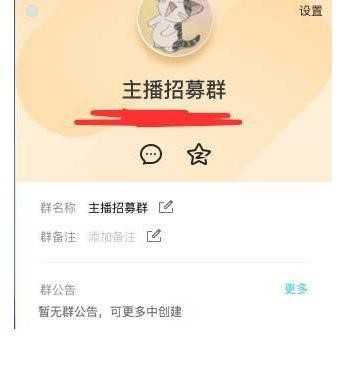 设置
主播招募群
群名称 主播招募群
群备注 添加备注
群公告 更多
暂无群公告，可更多中创建